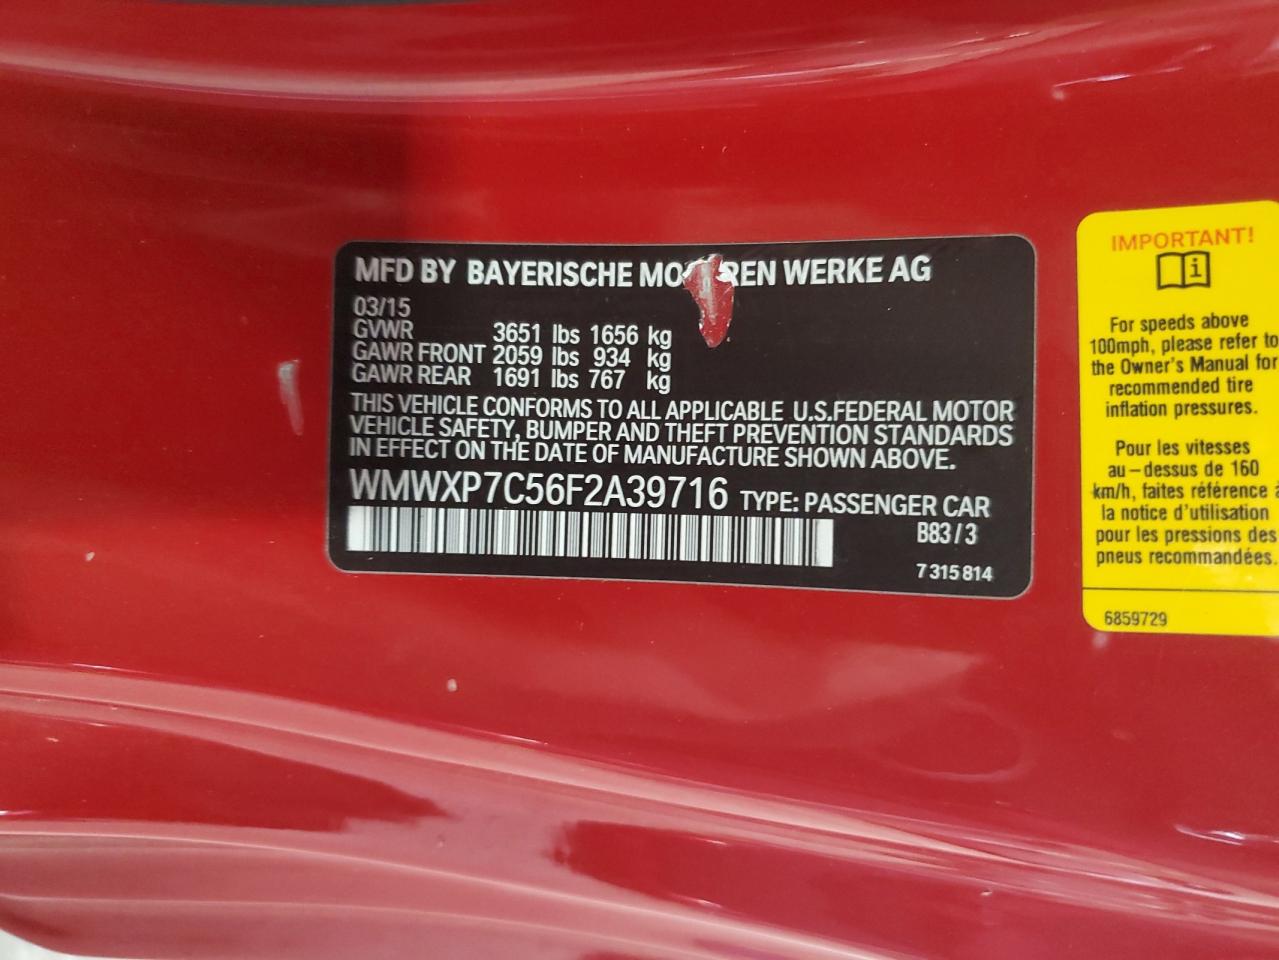 MFD BY BAYERISCHE MOTOREN WERKE AG
03/15
GVWR 3651 lbs 1656 kg
GAWR FRONT 2059 lbs 934 kg
GAWR REAR 1691 lbs 767 kg
THIS VEHICLE CONFORMS TO ALL APPLICABLE U.S.FEDERAL MOTOR
VEHICLE SAFETY, BUMPER AND THEFT PREVENTION STANDARDS
IN EFFECT ON THE DATE OF MANUFACTURE SHOWN ABOVE.
WMWXP7C56F2A39716 TYPE: PASSENGER CAR
B83/3
7 315 814
IMPORTANT!
For speeds above
100mph, please refer to
the Owner's Manual for
recommended tire
inflation pressures.
Pour les vitesses
au-dessus de 160
km/h, faites référence à
la notice d'utilisation
pour les pressions des
pneus recommandées.
6859729